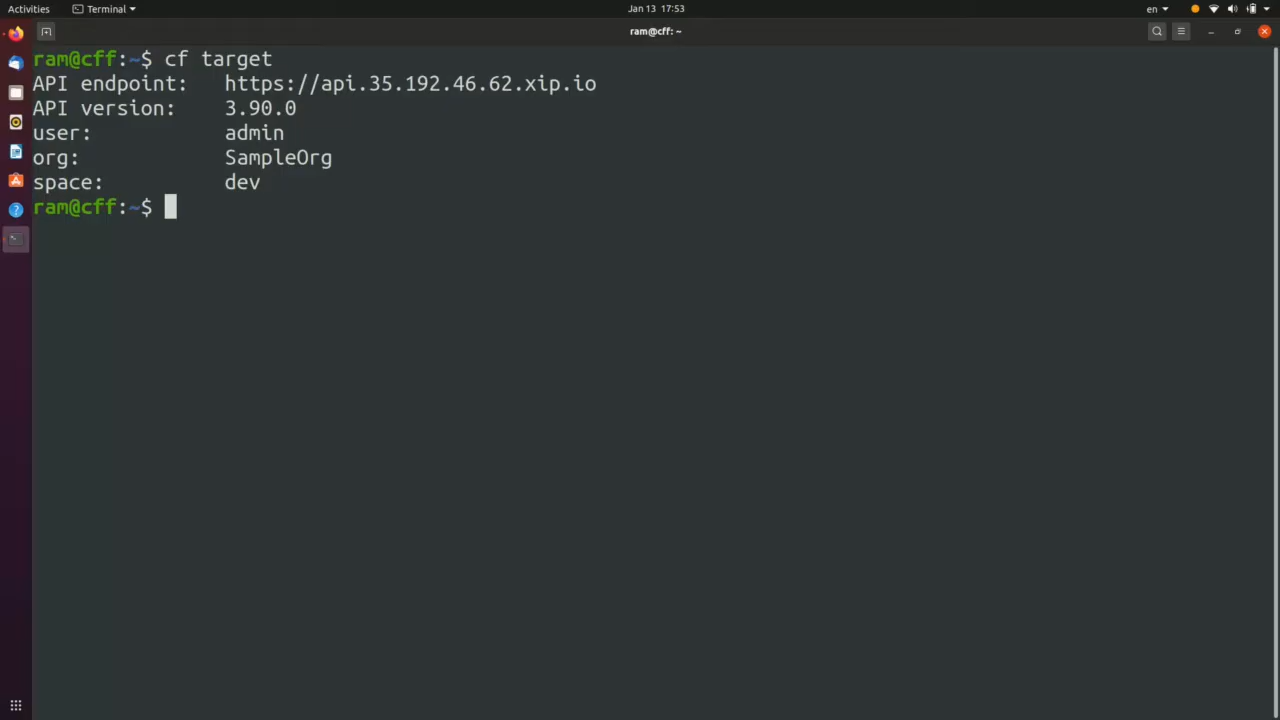 Activities Terminal Jan 13 17:53 en
ram@cff: ~
ram@cff:~$ cf target
API endpoint: https://api.35.192.46.62.xip.io
API version: 3.90.0
user: admin
org: SampleOrg
space: dev
ram@cff:~$